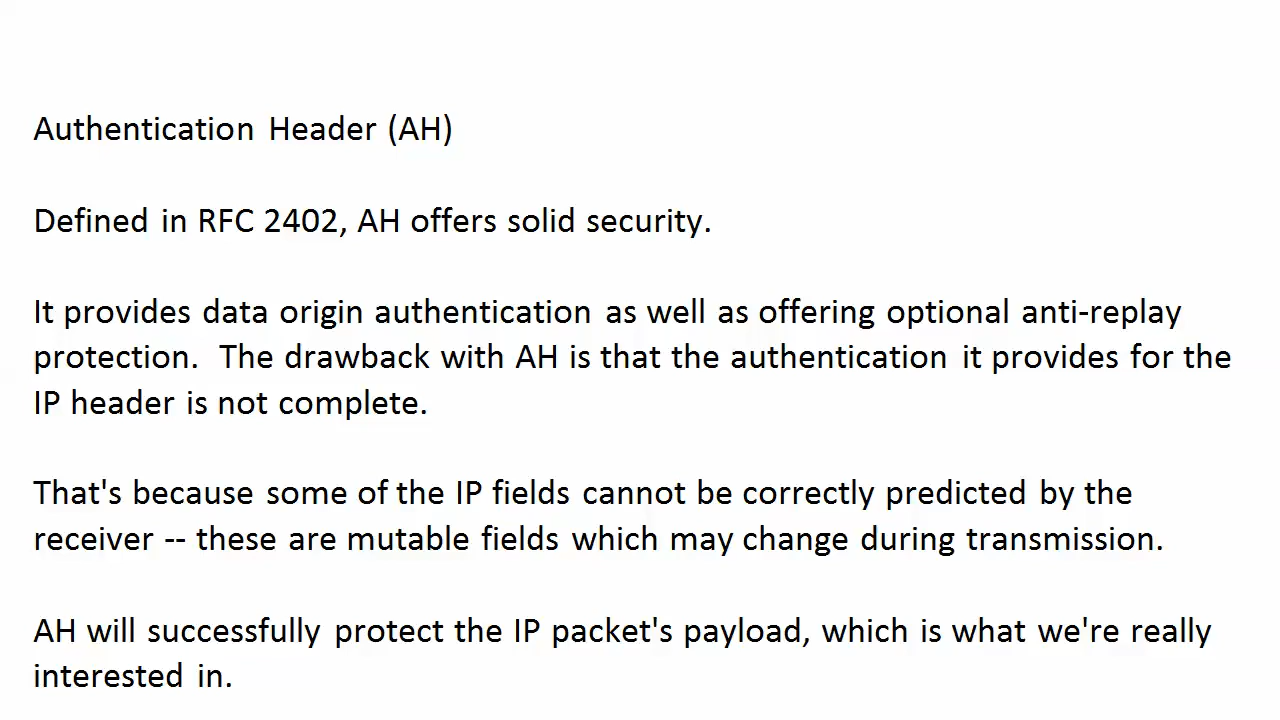 Authentication Header (AH)
Defined in RFC 2402, AH offers solid security.
It provides data origin authentication as well as offering optional anti-replay
protection.  The drawback with AH is that the authentication it provides for the
IP header is not complete.
That's because some of the IP fields cannot be correctly predicted by the
receiver -- these are mutable fields which may change during transmission.
AH will successfully protect the IP packet's payload, which is what we're really
interested in.